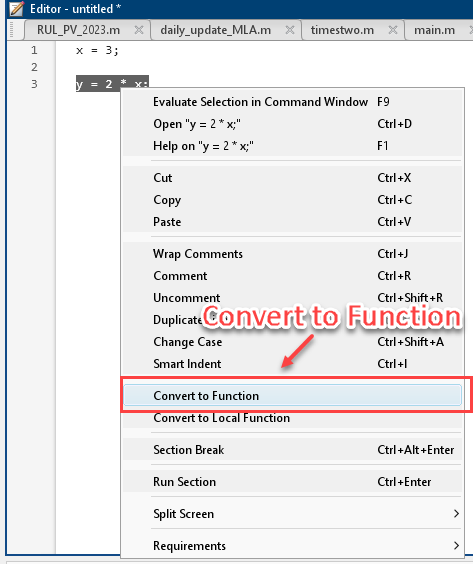 Editor - untitled *
RUL_PV_2023.m × daily_update_MLA.m × timestwo.m × main.m
1 x = 3;
2
3 y = 2 * x;
Evaluate Selection in Command Window F9
Open "y = 2 * x;" Ctrl+D
Help on "y = 2 * x;" F1
Cut Ctrl+X
Copy Ctrl+C
Paste Ctrl+V
Wrap Comments Ctrl+J
Comment Ctrl+R
Uncomment Ctrl+Shift+R
Duplicate
Convert to Function
Change Case Ctrl+Shift+A
Smart Indent Ctrl+I
Convert to Function
Convert to Local Function
Section Break Ctrl+Alt+Enter
Run Section Ctrl+Enter
Split Screen
Requirements